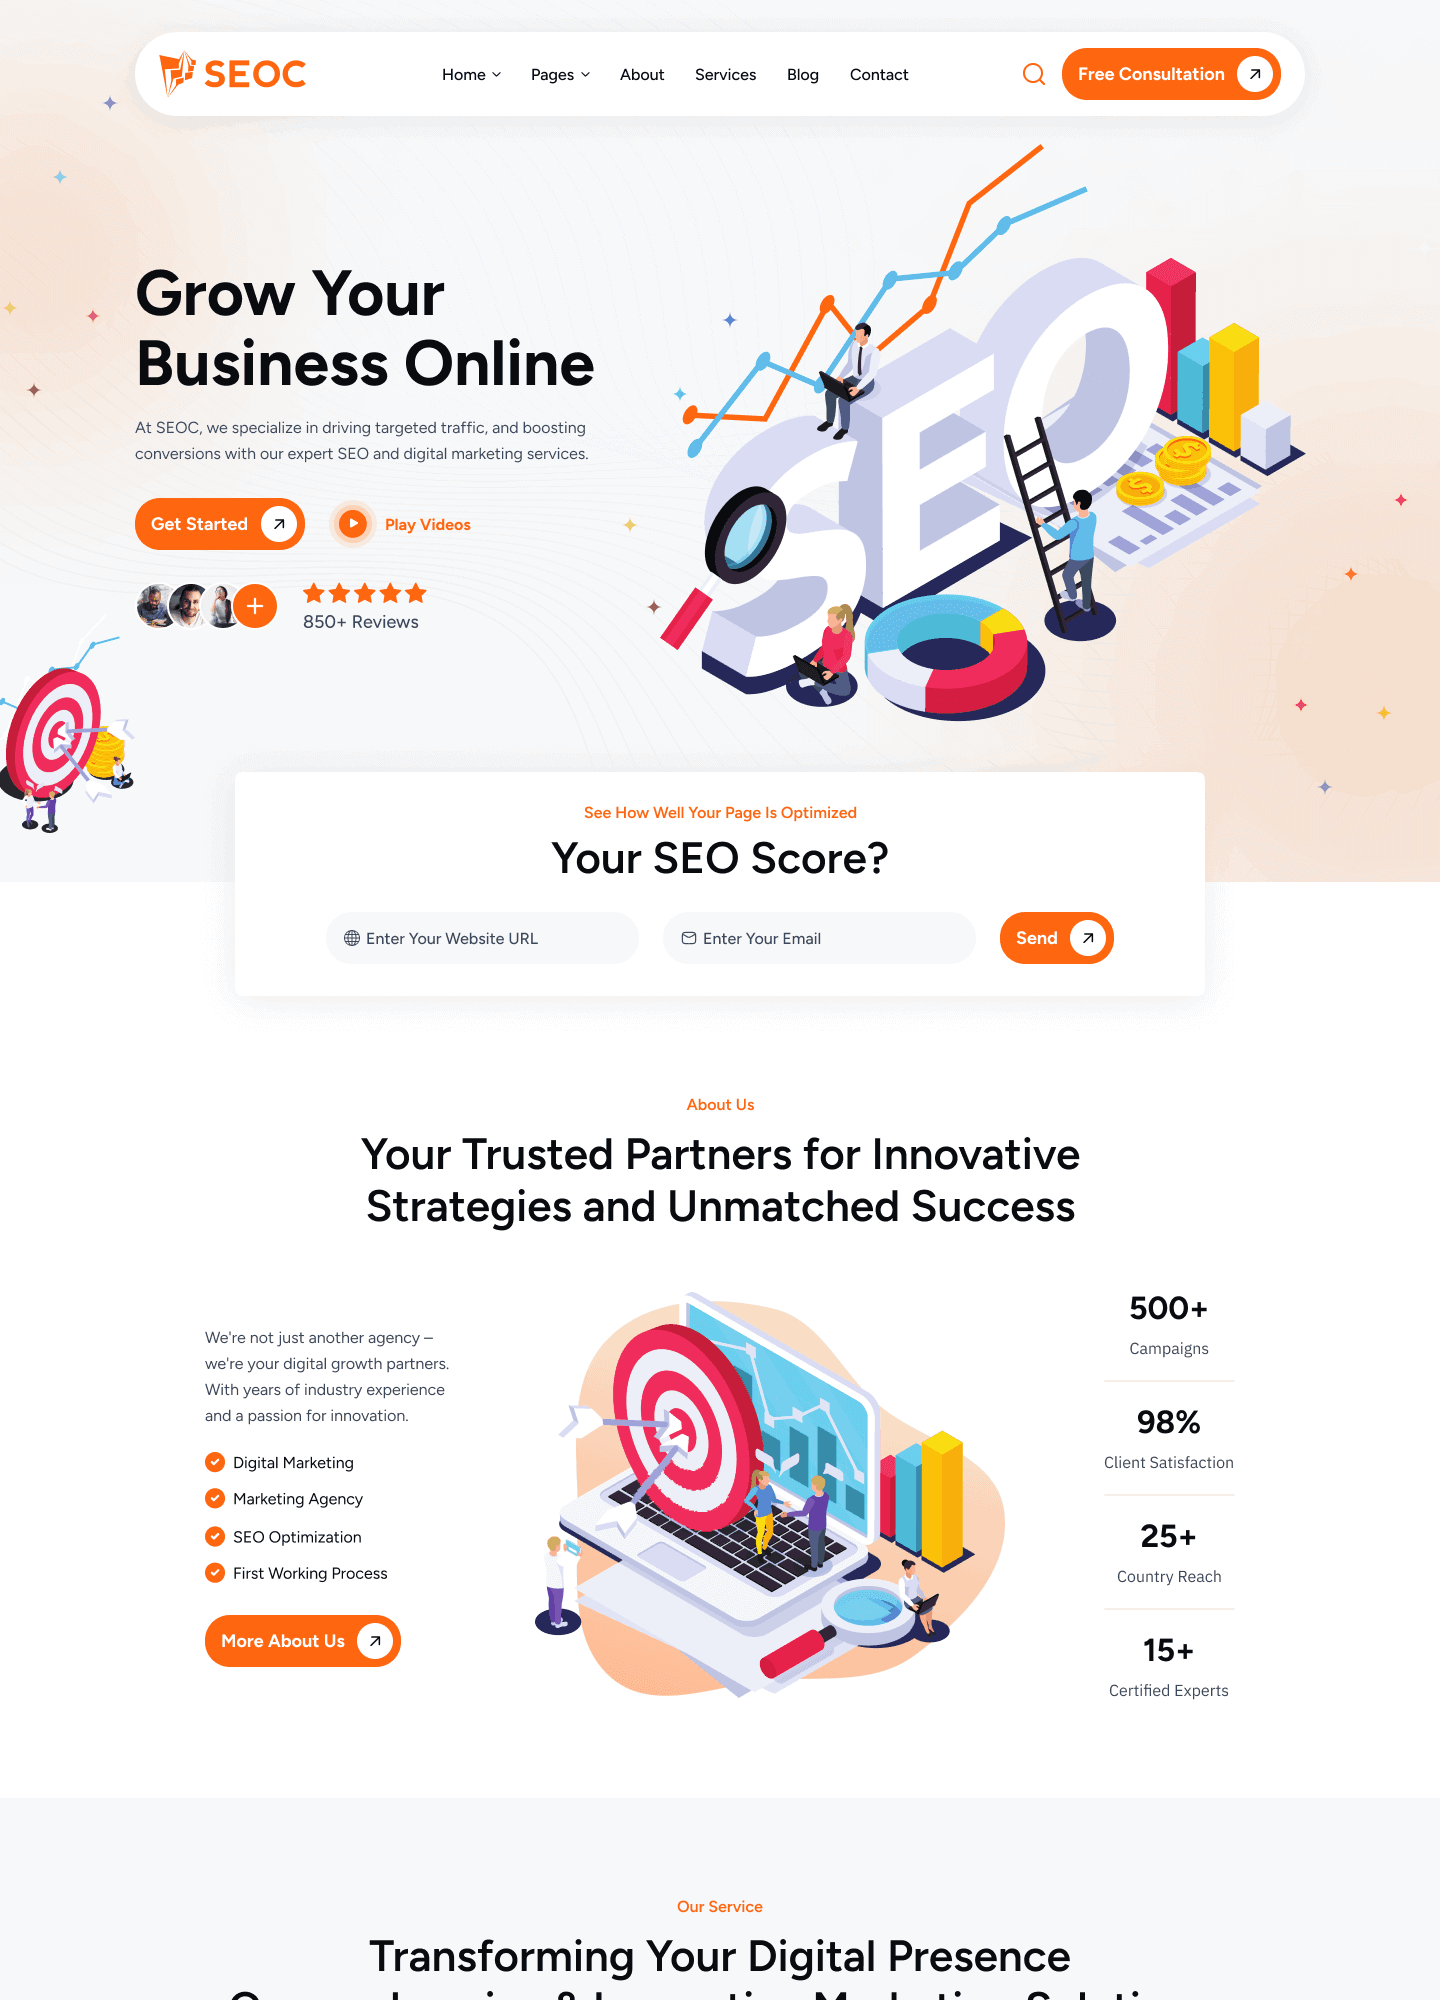 SEOC
Home
Pages
About
Services
Blog
Contact
Free Consultation
Grow Your
Business Online
At SEOC, we specialize in driving targeted traffic, and boosting
conversions with our expert SEO and digital marketing services.
Get Started
Play Videos
850+ Reviews
SEO
See How Well Your Page Is Optimized
Your SEO Score?
Enter Your Website URL
Enter Your Email
Send
About Us
Your Trusted Partners for Innovative
Strategies and Unmatched Success
We're not just another agency –
we're your digital growth partners.
With years of industry experience
and a passion for innovation.
Digital Marketing
Marketing Agency
SEO Optimization
First Working Process
More About Us
500+
Campaigns
98%
Client Satisfaction
25+
Country Reach
15+
Certified Experts
Our Service
Transforming Your Digital Presence